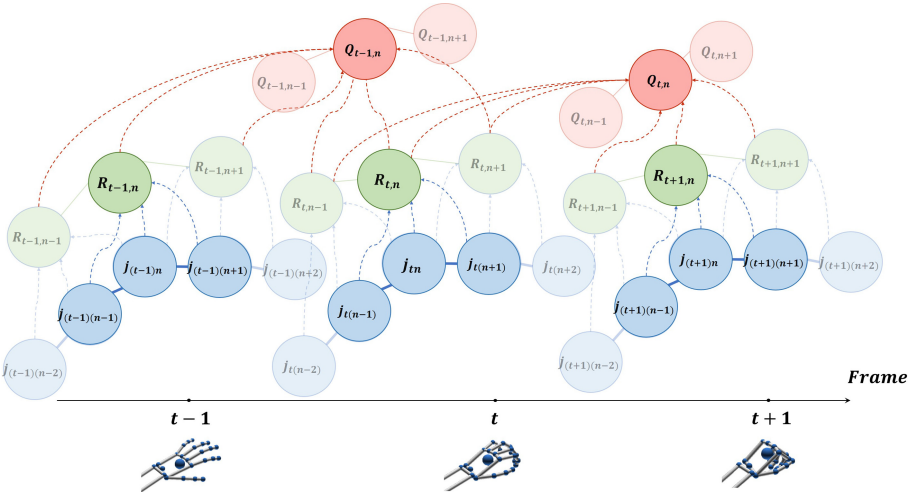 Q_{t-1,n+1}
Q_{t-1,n}
Q_{t-1,n-1}
Q_{t,n+1}
Q_{t,n}
Q_{t,n-1}
R_{t-1,n+1}
R_{t-1,n}
R_{t-1,n-1}
R_{t,n+1}
R_{t,n}
R_{t,n-1}
R_{t+1,n+1}
R_{t+1,n}
R_{t+1,n-1}
j_{(t-1)n}
j_{(t-1)(n+1)}
j_{(t-1)(n+2)}
j_{(t-1)(n-1)}
j_{(t-1)(n-2)}
j_{tn}
j_{t(n+1)}
j_{t(n+2)}
j_{t(n-1)}
j_{t(n-2)}
j_{(t+1)n}
j_{(t+1)(n+1)}
j_{(t+1)(n+2)}
j_{(t+1)(n-1)}
j_{(t+1)(n-2)}
Frame
t − 1
t
t + 1